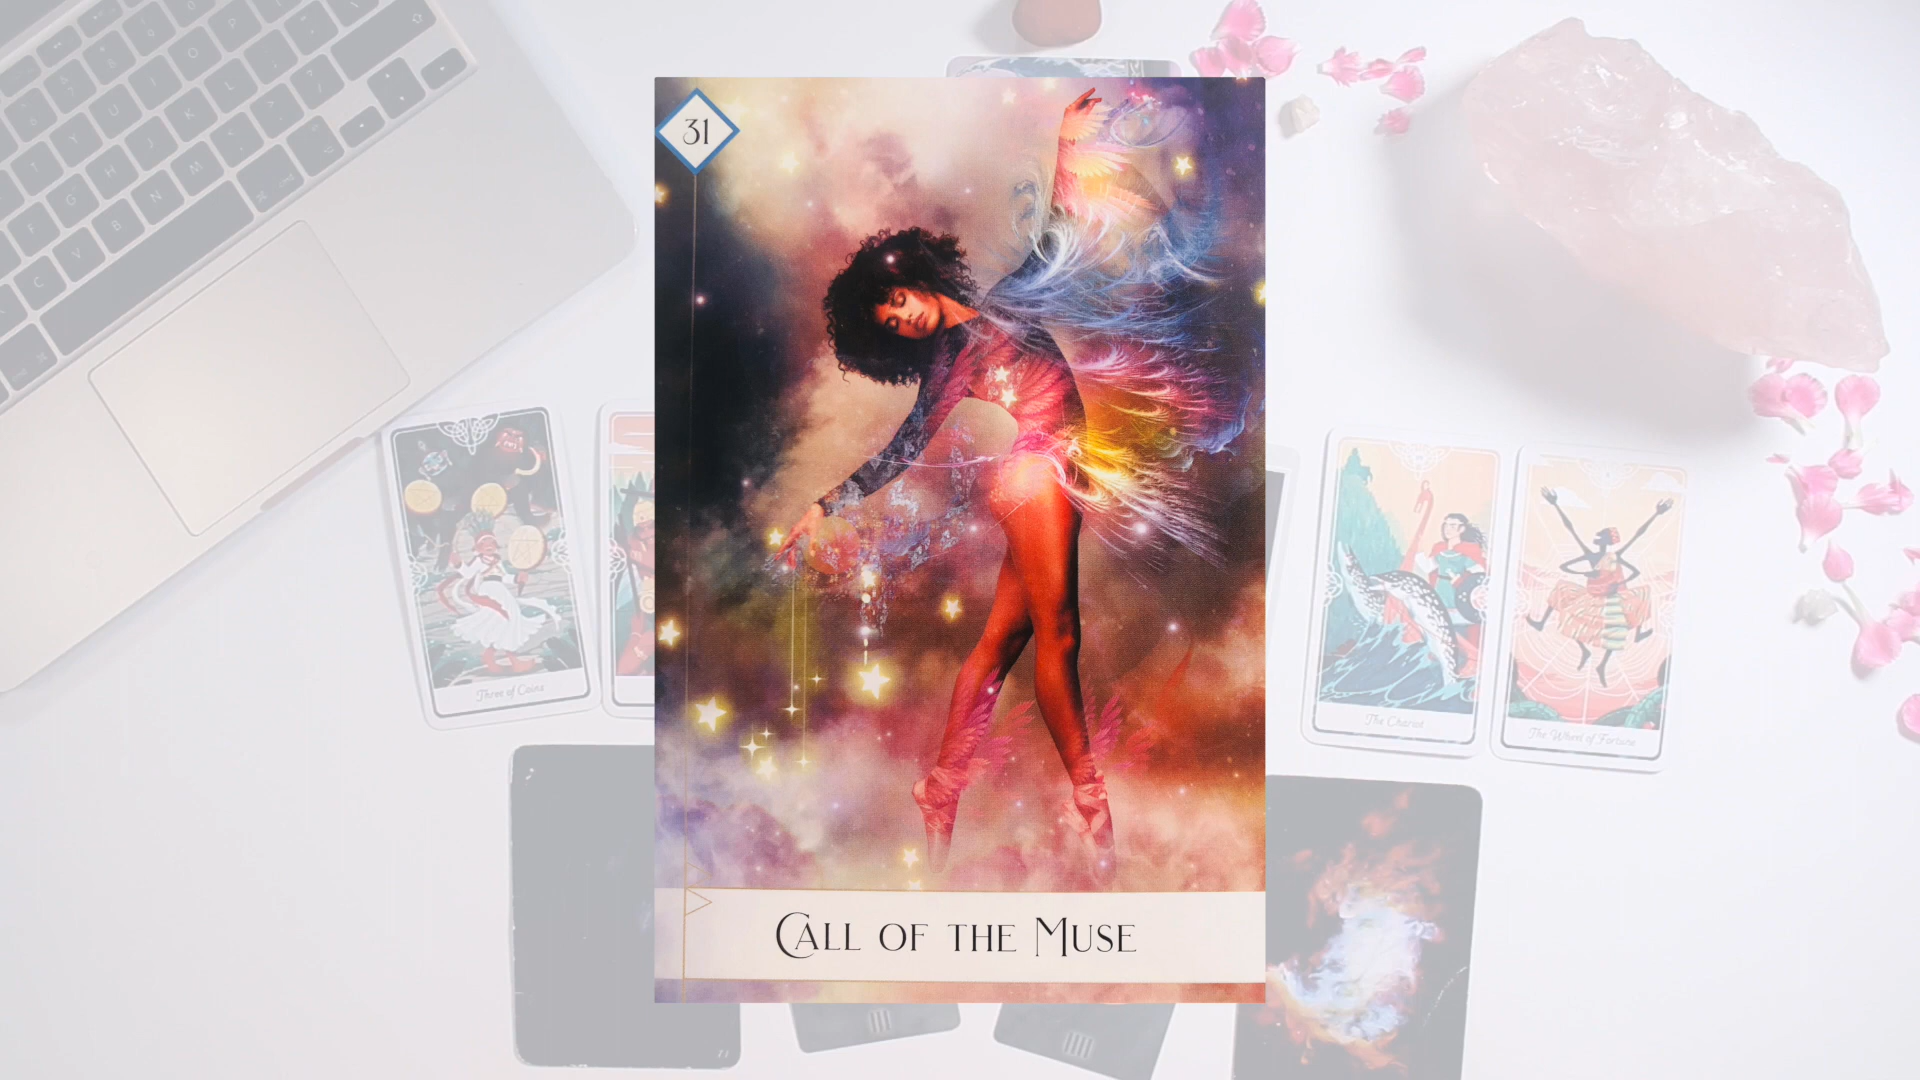 31
CALL OF THE MUSE
Three of Coins
The Chariot
The Wheel of Fortune